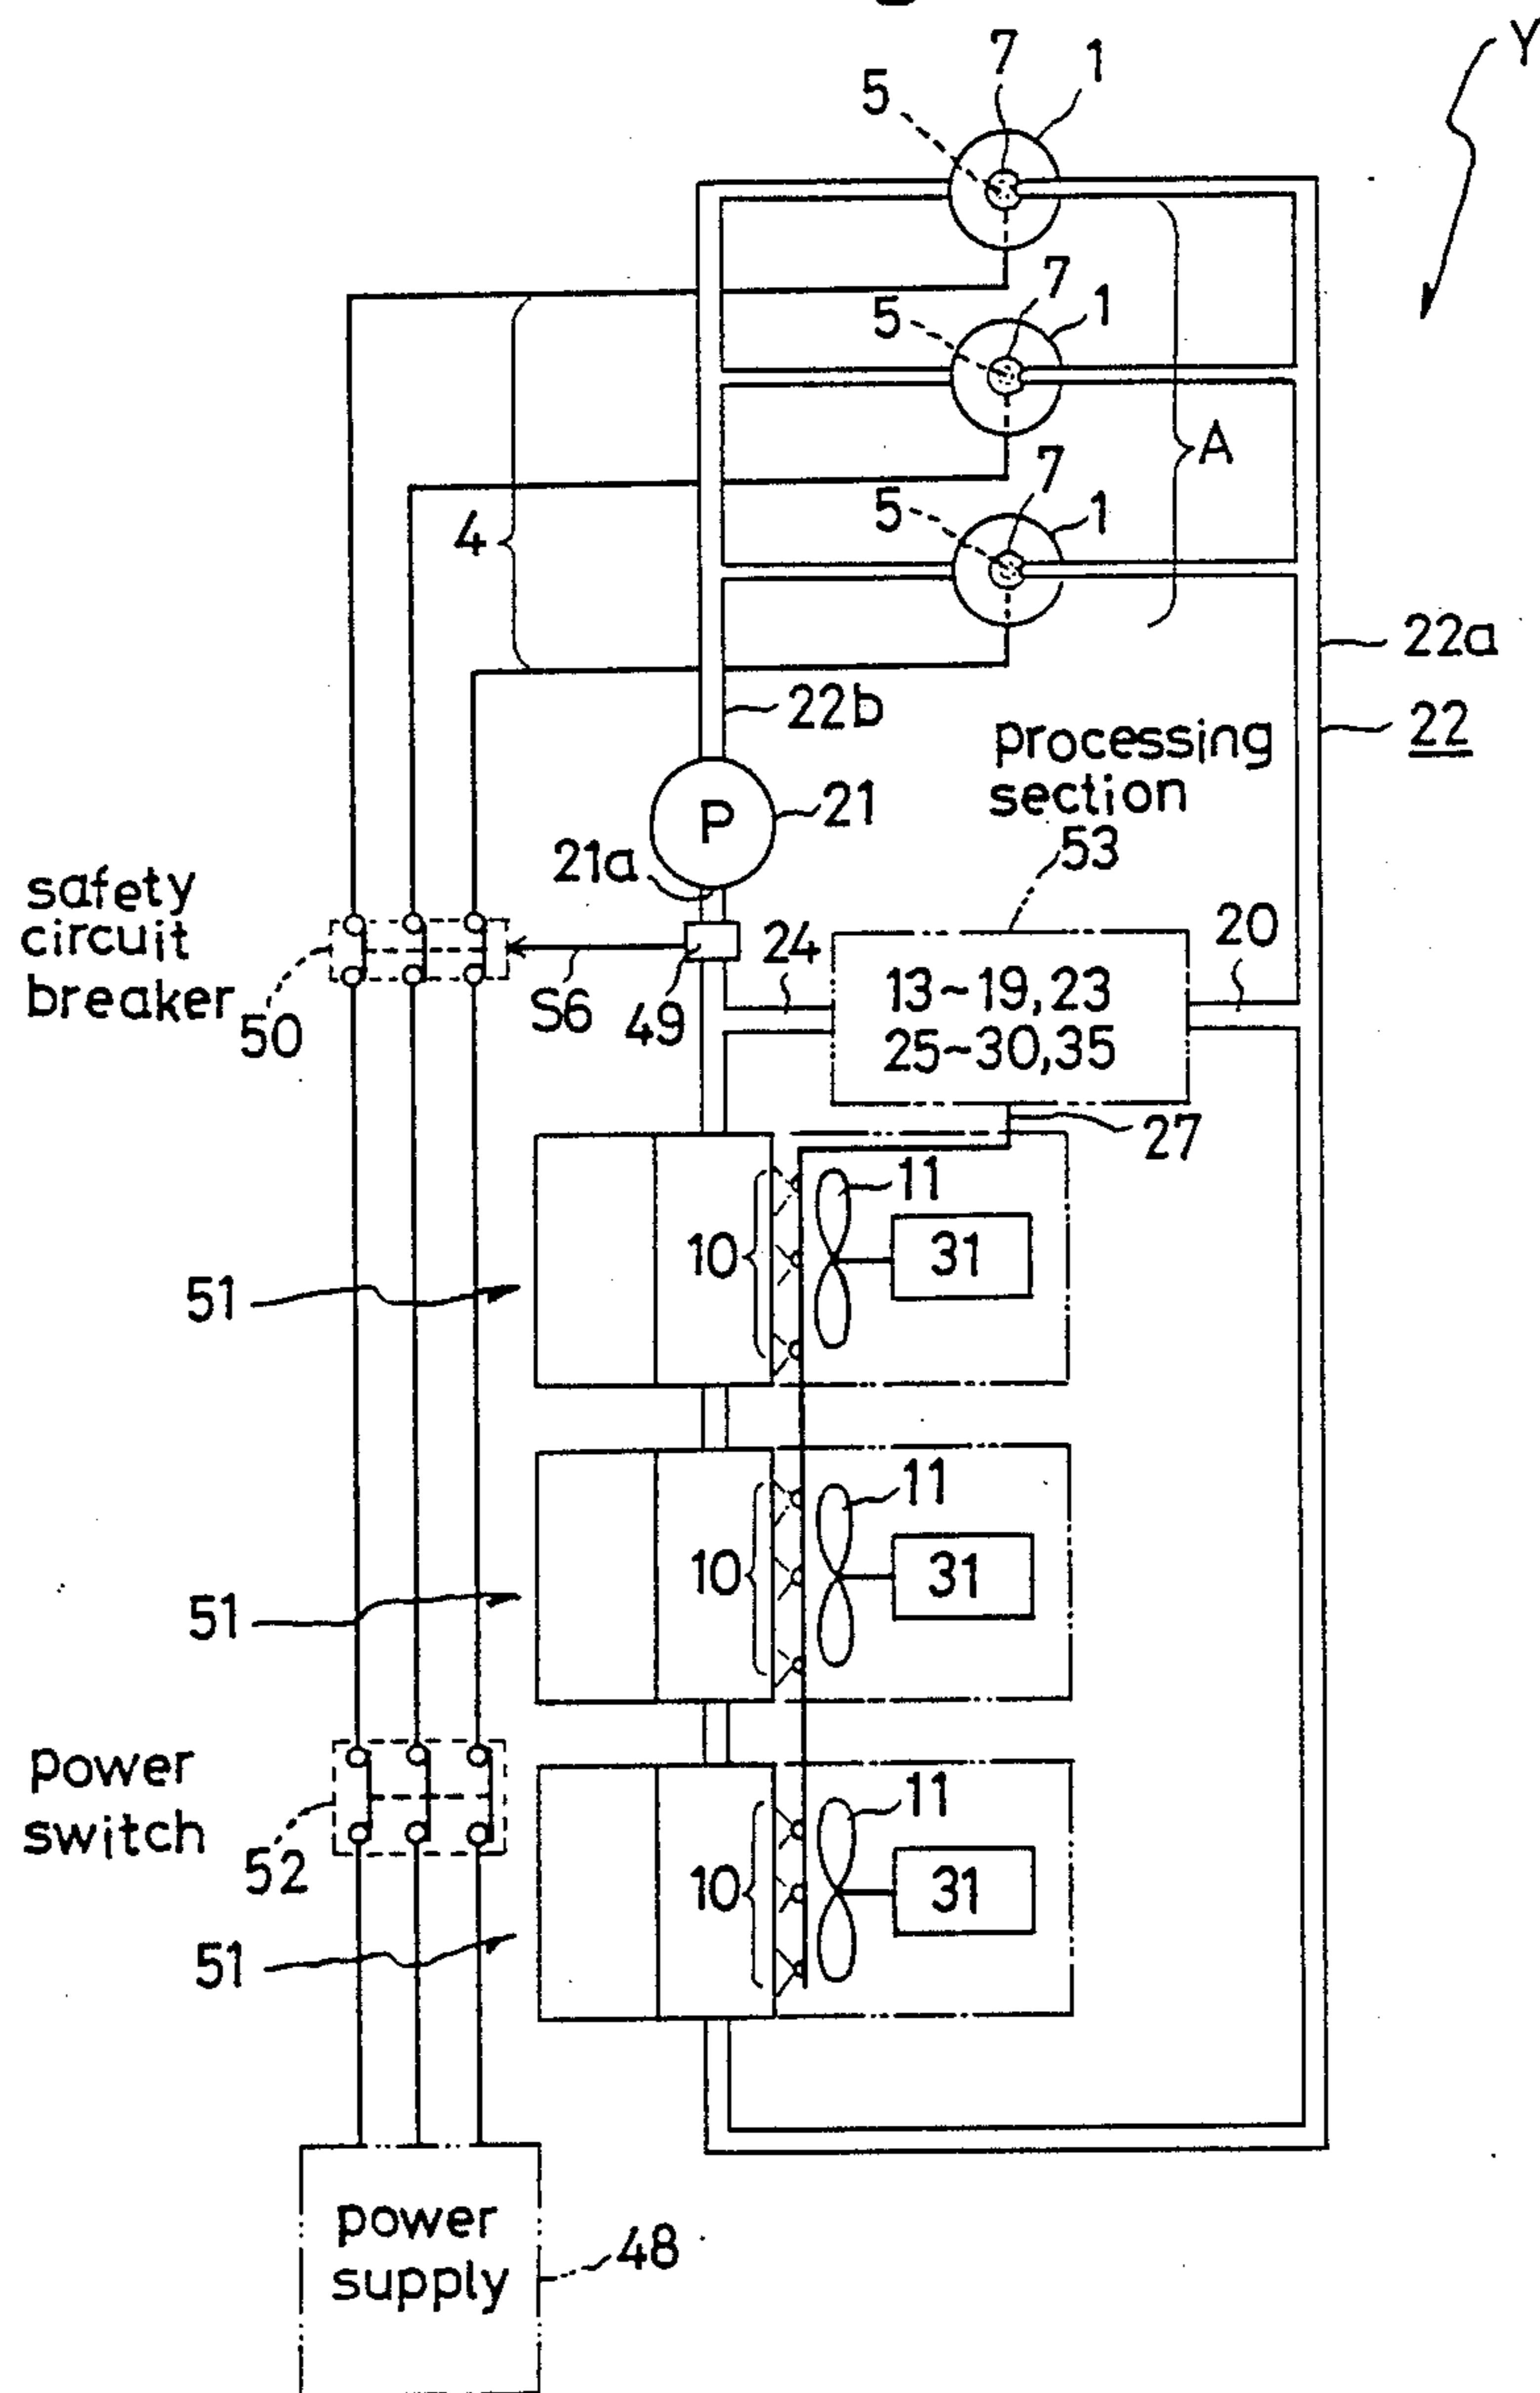 Y
7
1
5
7
1
5
A
7
1
5
4
22a
22b
22
processing
section
53
P
21
21a
safety
circuit
breaker
50
S6
49
24
20
13~19,23
25~30,35
27
11
10
31
51
11
10
31
51
power
switch
52
11
10
31
51
power
supply
48